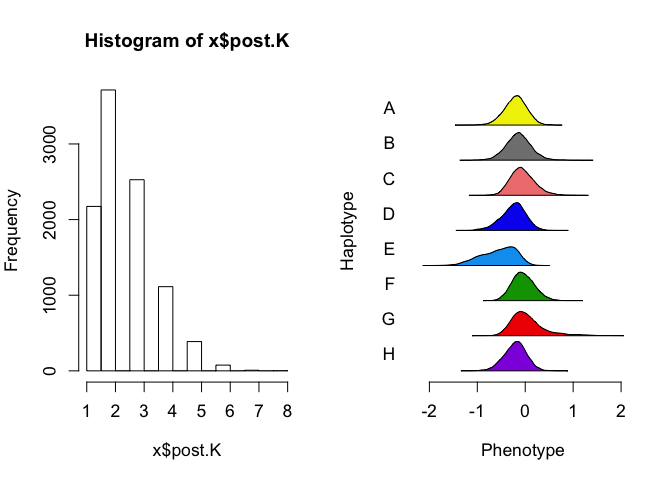 Histogram of x$post.K
Frequency
0
1000
2000
3000
1 2 3 4 5 6 7 8
x$post.K
Haplotype
A
B
C
D
E
F
G
H
-2 -1 0 1 2
Phenotype